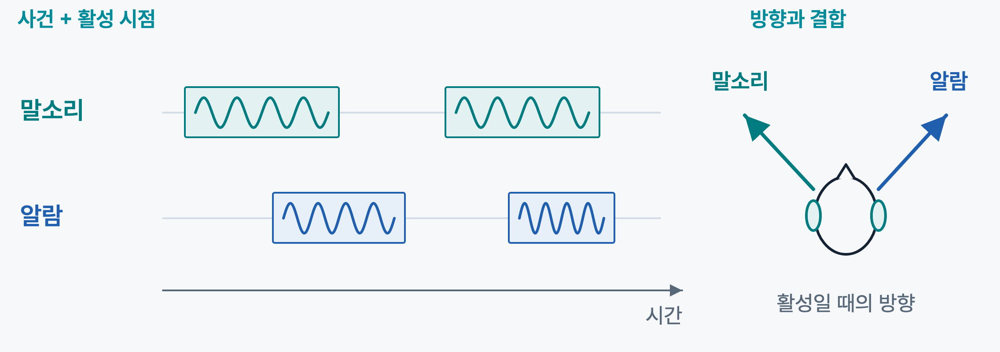 사건 + 활성 시점
방향과 결합
말소리
알람
말소리
알람
시간
활성일 때의 방향